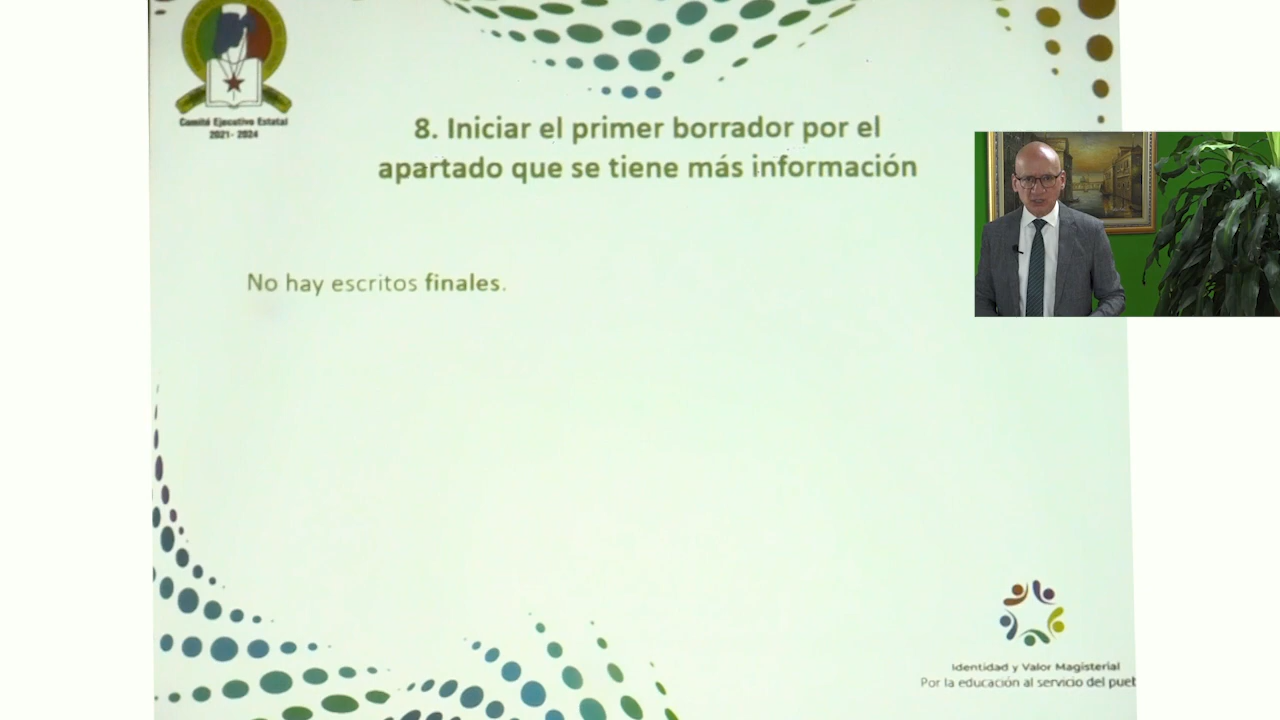 Comité Ejecutivo Estatal
2021- 2024
8. Iniciar el primer borrador por el
apartado que se tiene más información
No hay escritos finales.
Identidad y Valor Magisterial
Por la educación al servicio del pueb